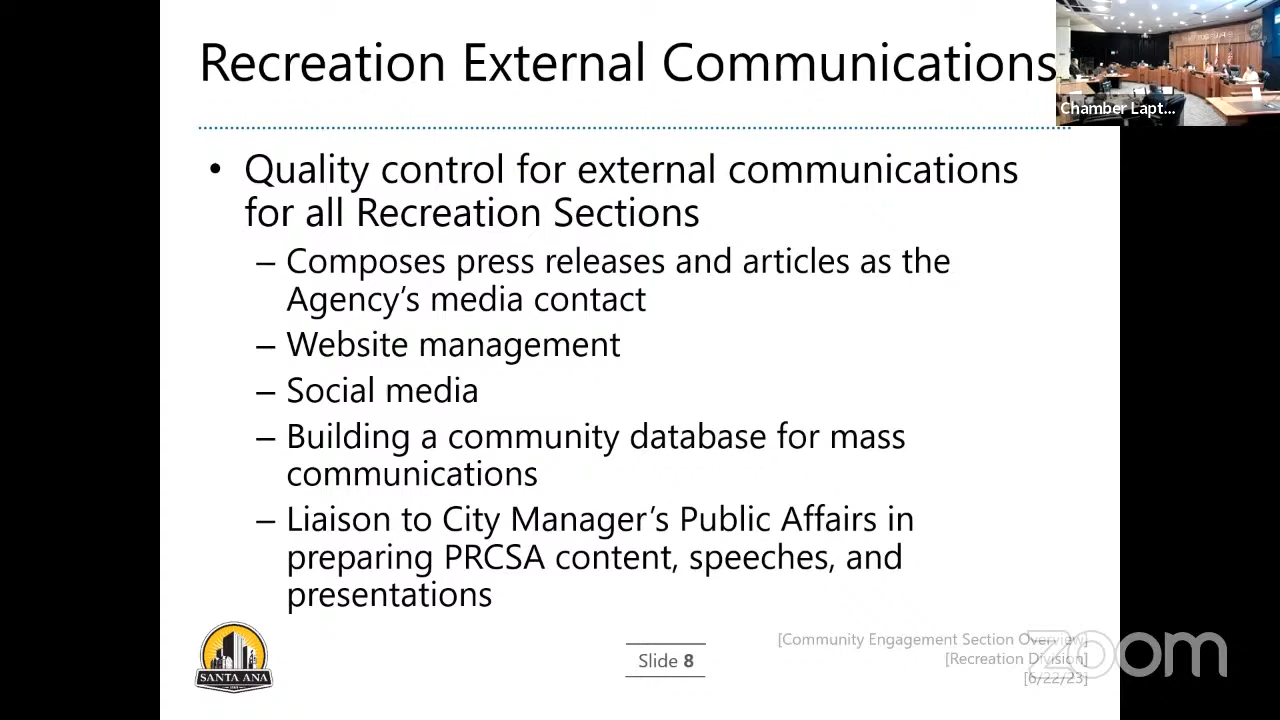 Recreation External Communications
Chamber Lapt...
• Quality control for external communications
for all Recreation Sections
– Composes press releases and articles as the
Agency’s media contact
– Website management
– Social media
– Building a community database for mass
communications
– Liaison to City Manager’s Public Affairs in
preparing PRCSA content, speeches, and
presentations
SANTA ANA
Slide 8
[Community Engagement Section Overview]
[Recreation Division]
[6/22/23]
zoom